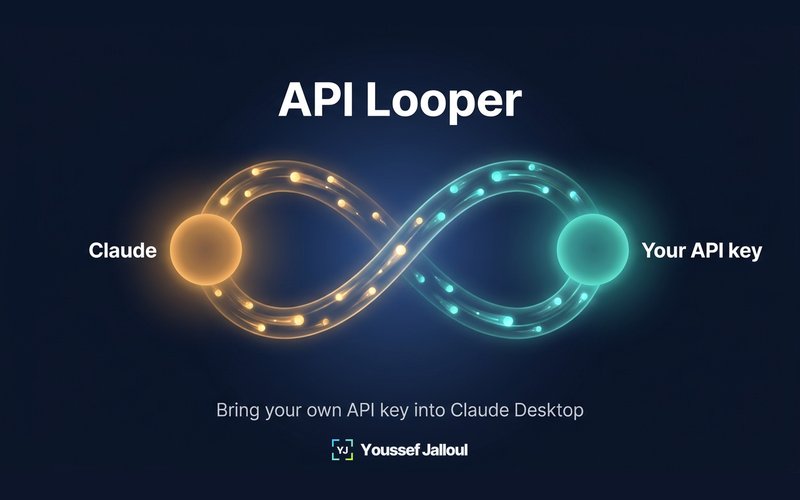 API Looper
Claude
Your API key
Bring your own API key into Claude Desktop
YJ Youssef Jalloul